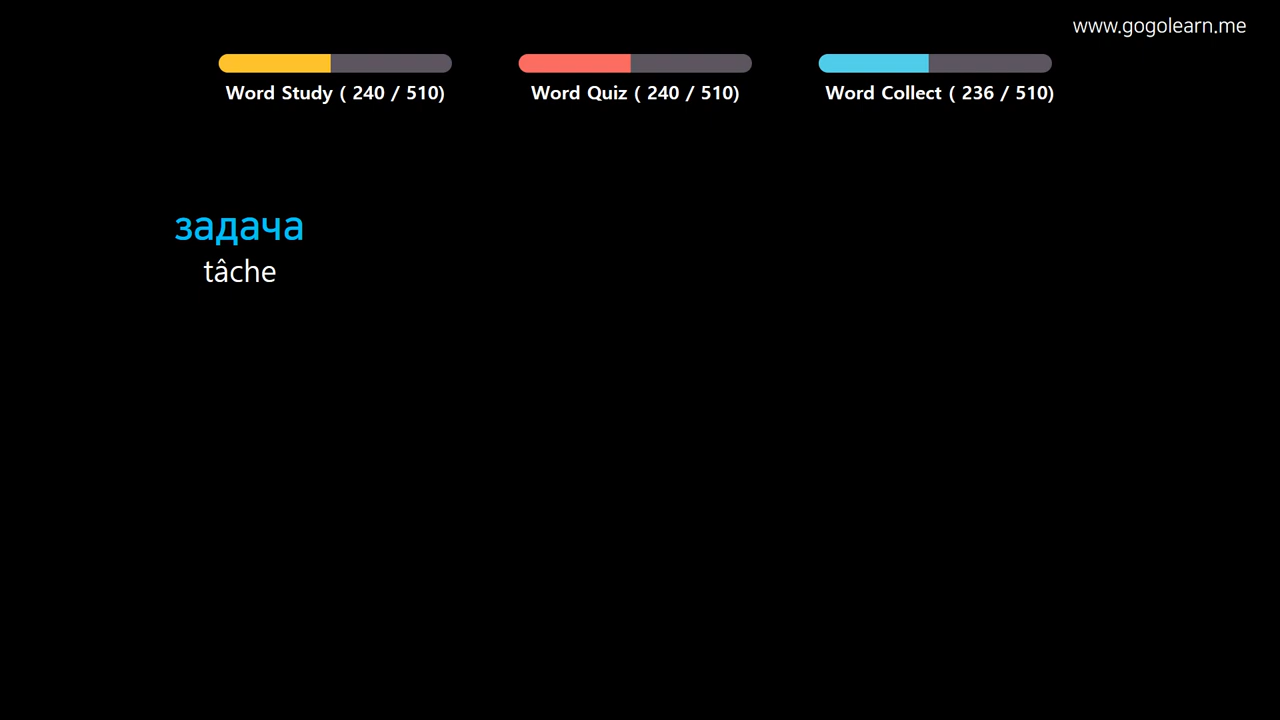 www.gogolearn.me
Word Study ( 240 / 510)
Word Quiz ( 240 / 510)
Word Collect ( 236 / 510)
задача
tâche